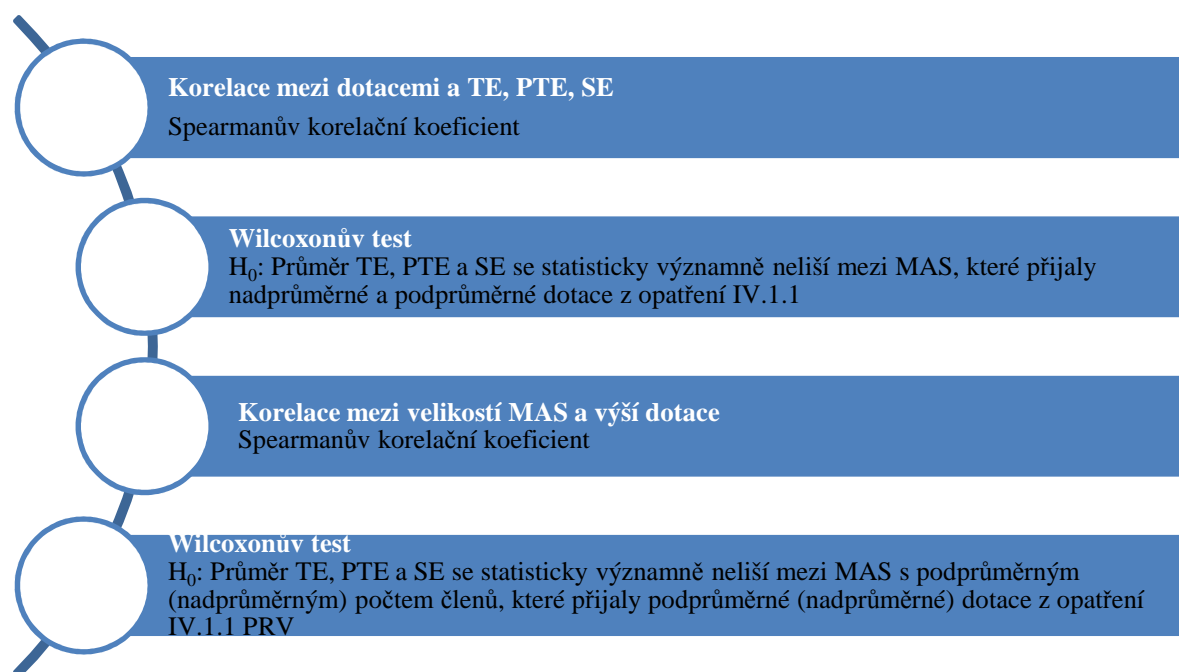 Korelace mezi dotacemi a TE, PTE, SE
Spearmanův korelační koeficient
Wilcoxonův test
H₀: Průměr TE, PTE a SE se statisticky významně neliší mezi MAS, které přijaly
nadprůměrné a podprůměrné dotace z opatření IV.1.1
Korelace mezi velikostí MAS a výší dotace
Spearmanův korelační koeficient
Wilcoxonův test
H₀: Průměr TE, PTE a SE se statisticky významně neliší mezi MAS s podprůměrným
(nadprůměrným) počtem členů, které přijaly podprůměrné (nadprůměrné) dotace z opatření
IV.1.1 PRV